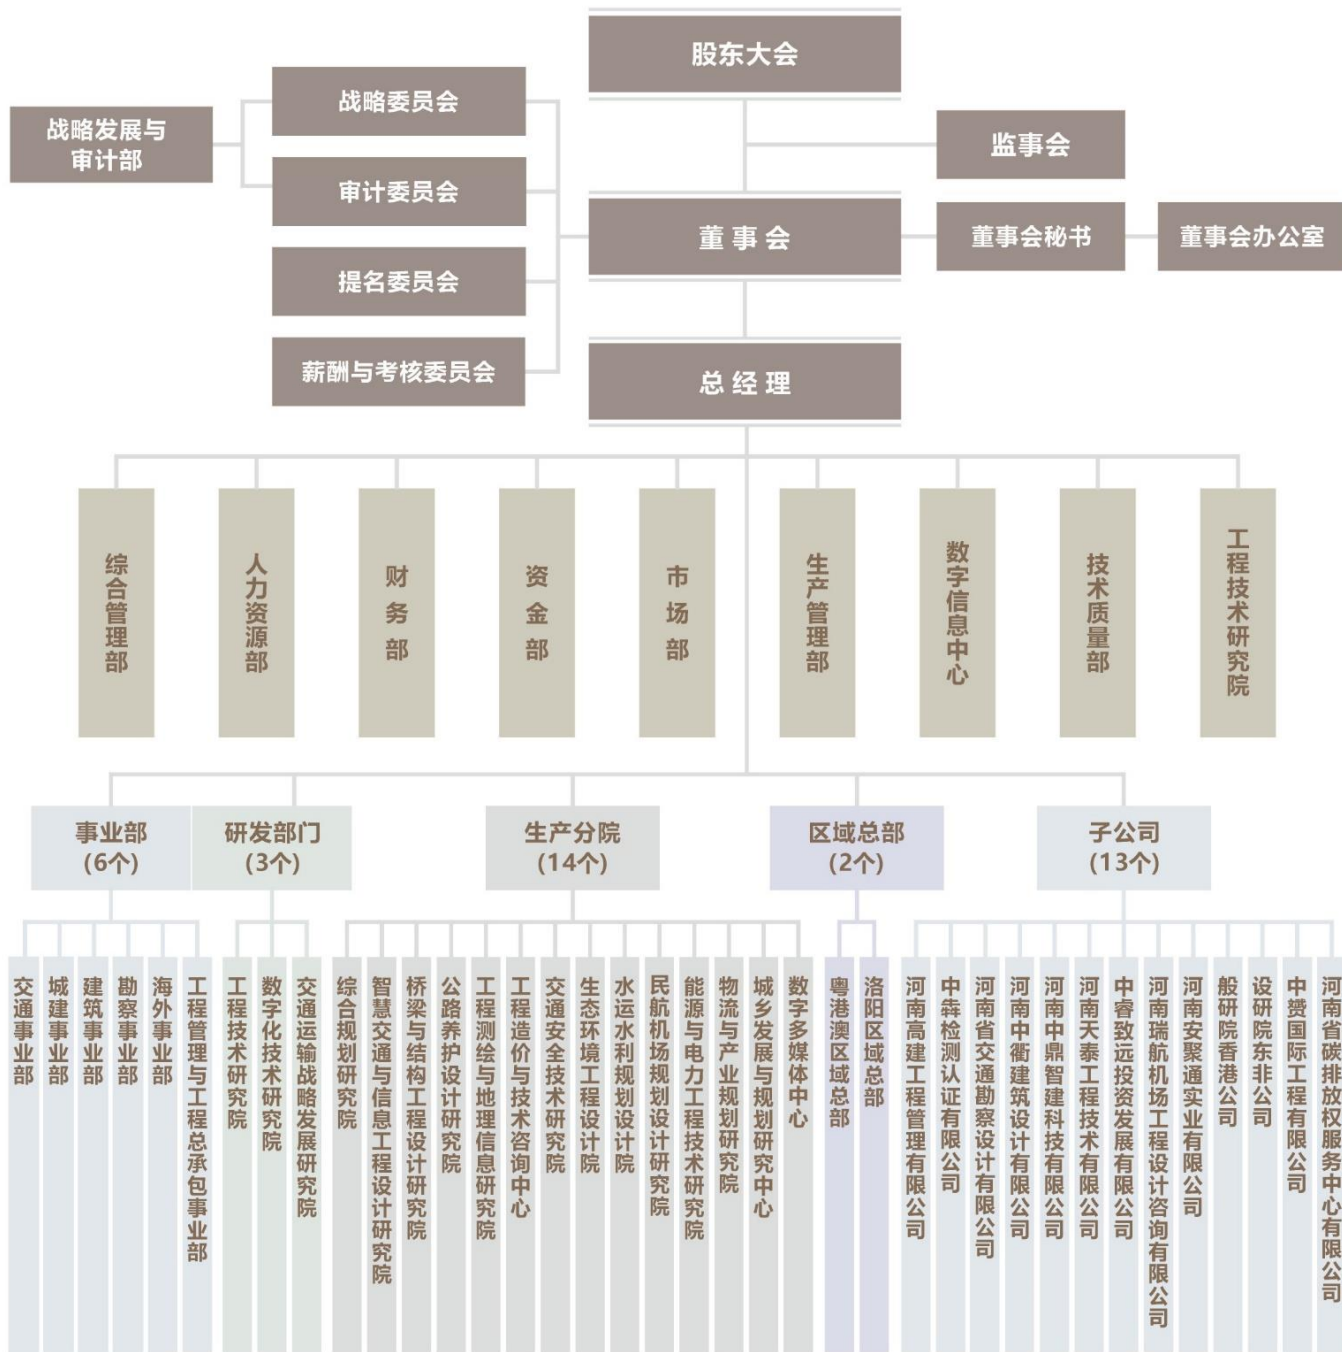 股东大会
战略委员会
战略发展与
审计部
监事会
审计委员会
董事会
董事会秘书
董事会办公室
提名委员会
薪酬与考核委员会
总经理
综合管理部
人力资源部
财务部
资金部
市场部
生产管理部
数字信息中心
技术质量部
工程技术研究院
事业部
(6个)
研发部门
(3个)
生产分院
(14个)
区域总部
(2个)
子公司
(13个)
交通事业部
城建事业部
建筑事业部
勘察事业部
海外事业部
工程管理与工程总承包事业部
工程技术研究院
数字化技术研究院
交通运输战略发展研究院
综合规划研究院
智慧交通与信息工程设计研究院
桥梁与结构工程设计研究院
公路养护设计研究院
工程测绘与地理信息研究院
工程造价与技术咨询中心
交通安全技术研究院
生态环境工程设计院
水运水利规划设计院
民航机场规划设计研究院
能源与电力工程技术研究院
物流与产业规划研究院
城乡发展与规划研究中心
数字多媒体中心
粤港澳区域总部
洛阳区域总部
河南高建工程管理有限公司
中犇检测认证有限公司
河南省交通勘察设计有限公司
河南中衢建筑设计有限公司
河南中鼎智建科技有限公司
河南天泰工程技术有限公司
中睿致远投资发展有限公司
河南瑞航机场工程设计咨询有限公司
河南安聚通实业有限公司
般研院香港公司
设研院东非公司
中赟国际工程有限公司
河南省碳排放权服务中心有限公司